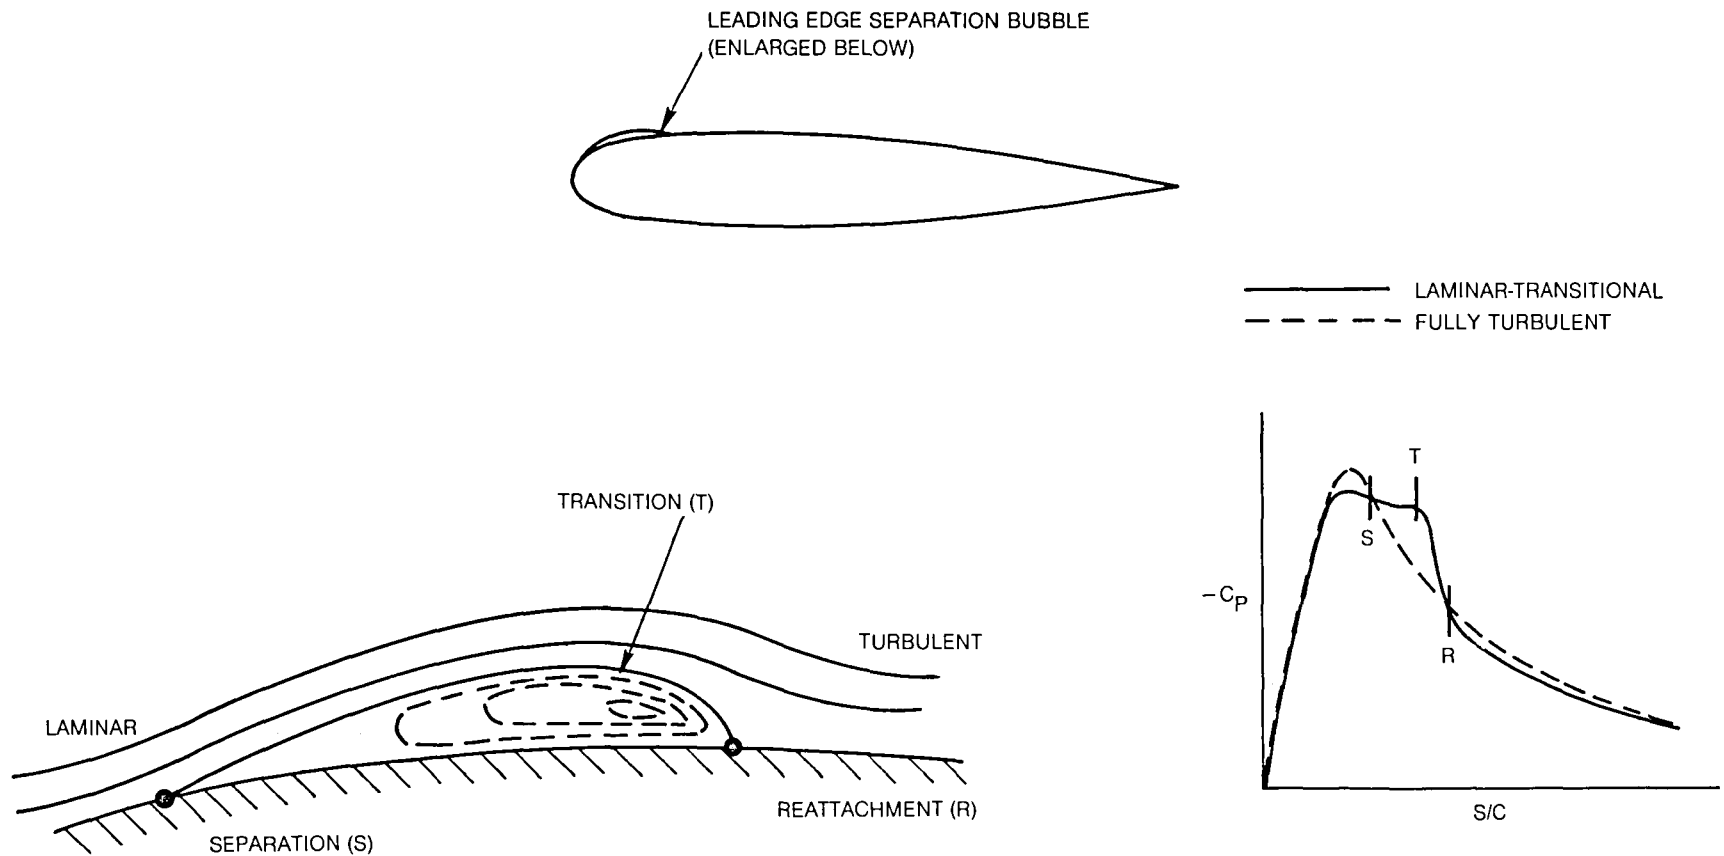 LEADING EDGE SEPARATION BUBBLE
(ENLARGED BELOW)
LAMINAR-TRANSITIONAL
FULLY TURBULENT
TRANSITION (T)
TURBULENT
LAMINAR
REATTACHMENT (R)
SEPARATION (S)
T
S
-CP
R
S/C